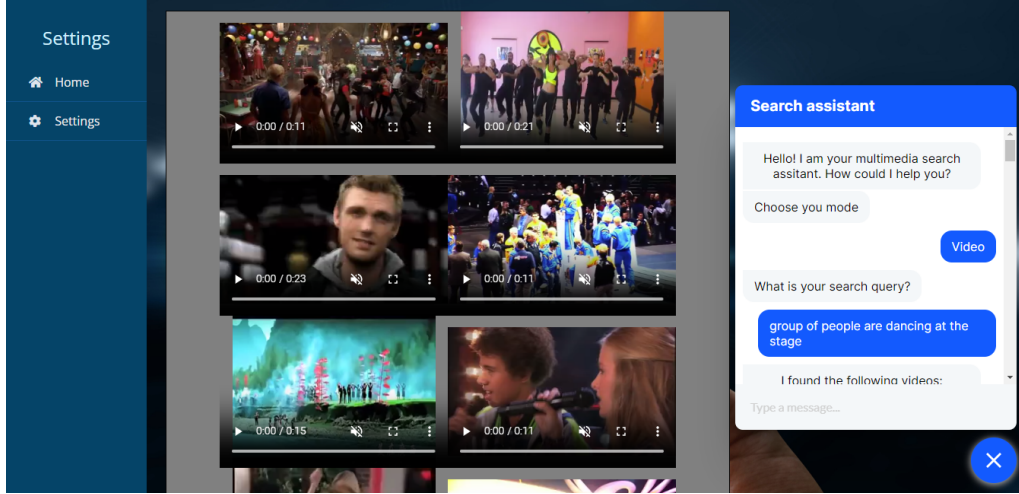 Settings
Home
Settings
0:00 / 0:11
0:00 / 0:21
0:00 / 0:23
0:00 / 0:11
0:00 / 0:15
0:00 / 0:11
Search assistant
Hello! I am your multimedia search
assitant. How could I help you?
Choose you mode
Video
What is your search query?
group of people are dancing at the
stage
I found the following videos:
Type a message...